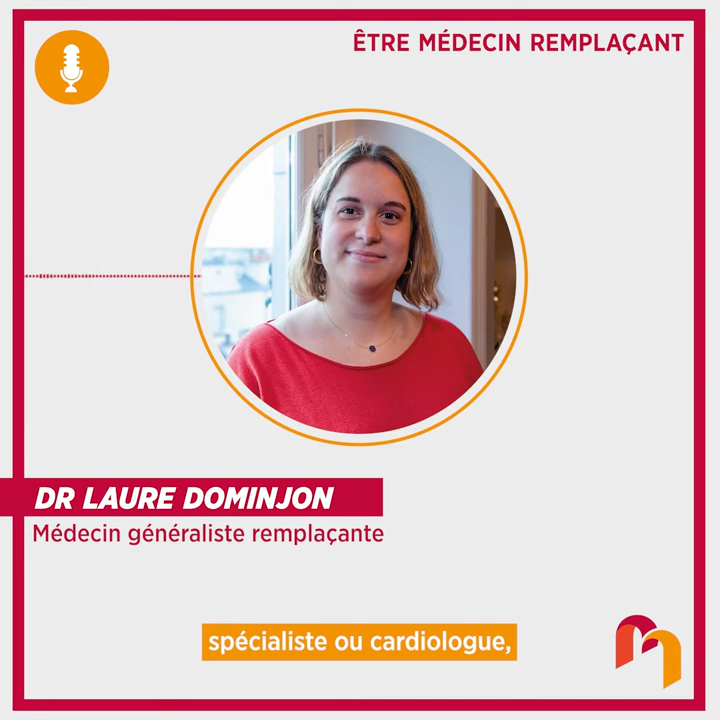 ÊTRE MÉDECIN REMPLAÇANT
DR LAURE DOMINJON
Médecin généraliste remplaçante
spécialiste ou cardiologue,